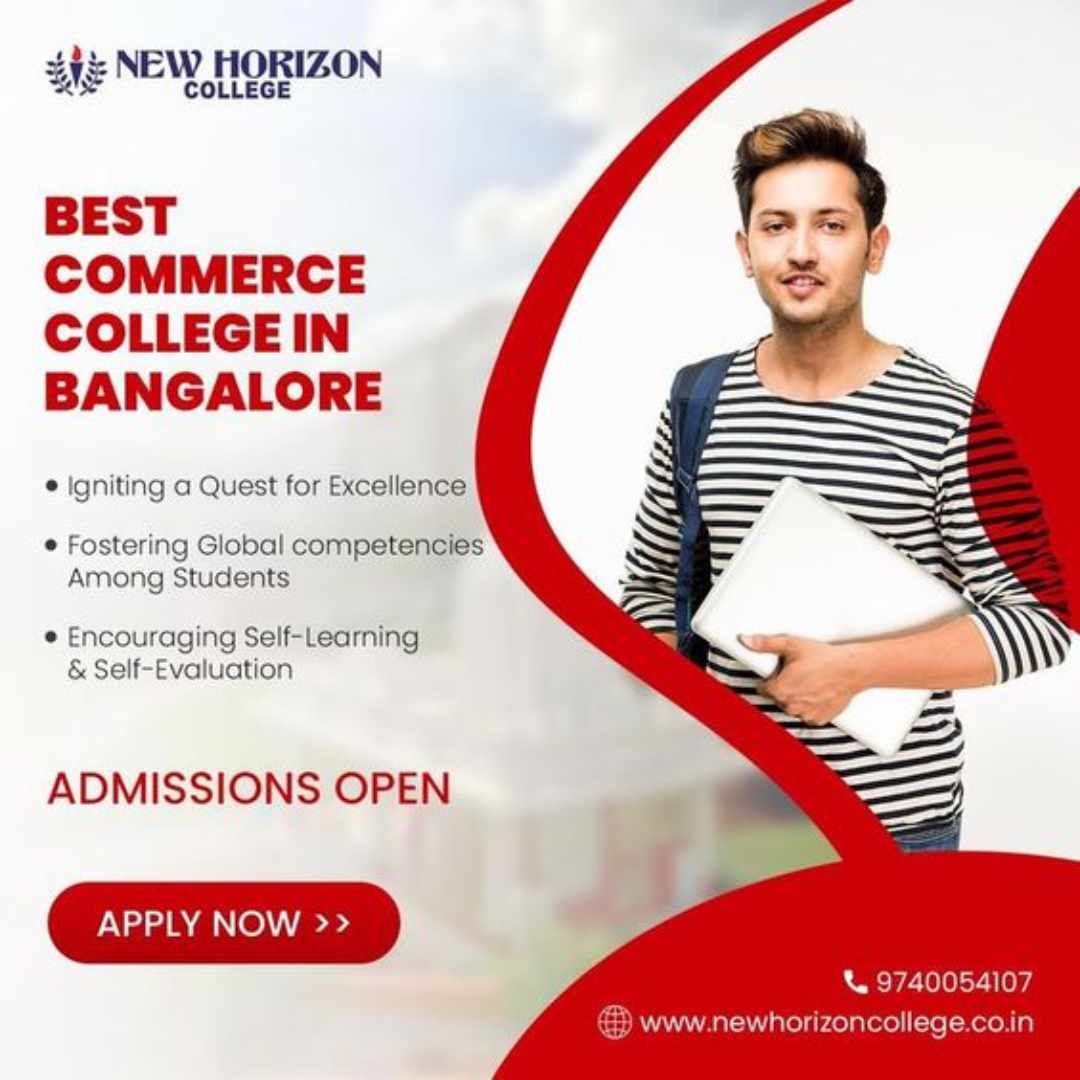 NEW HORIZON
COLLEGE
BEST
COMMERCE
COLLEGE IN
BANGALORE
• Igniting a Quest for Excellence
• Fostering Global competencies
Among Students
• Encouraging Self-Learning
& Self-Evaluation
ADMISSIONS OPEN
APPLY NOW >>
9740054107
www.newhorizoncollege.co.in